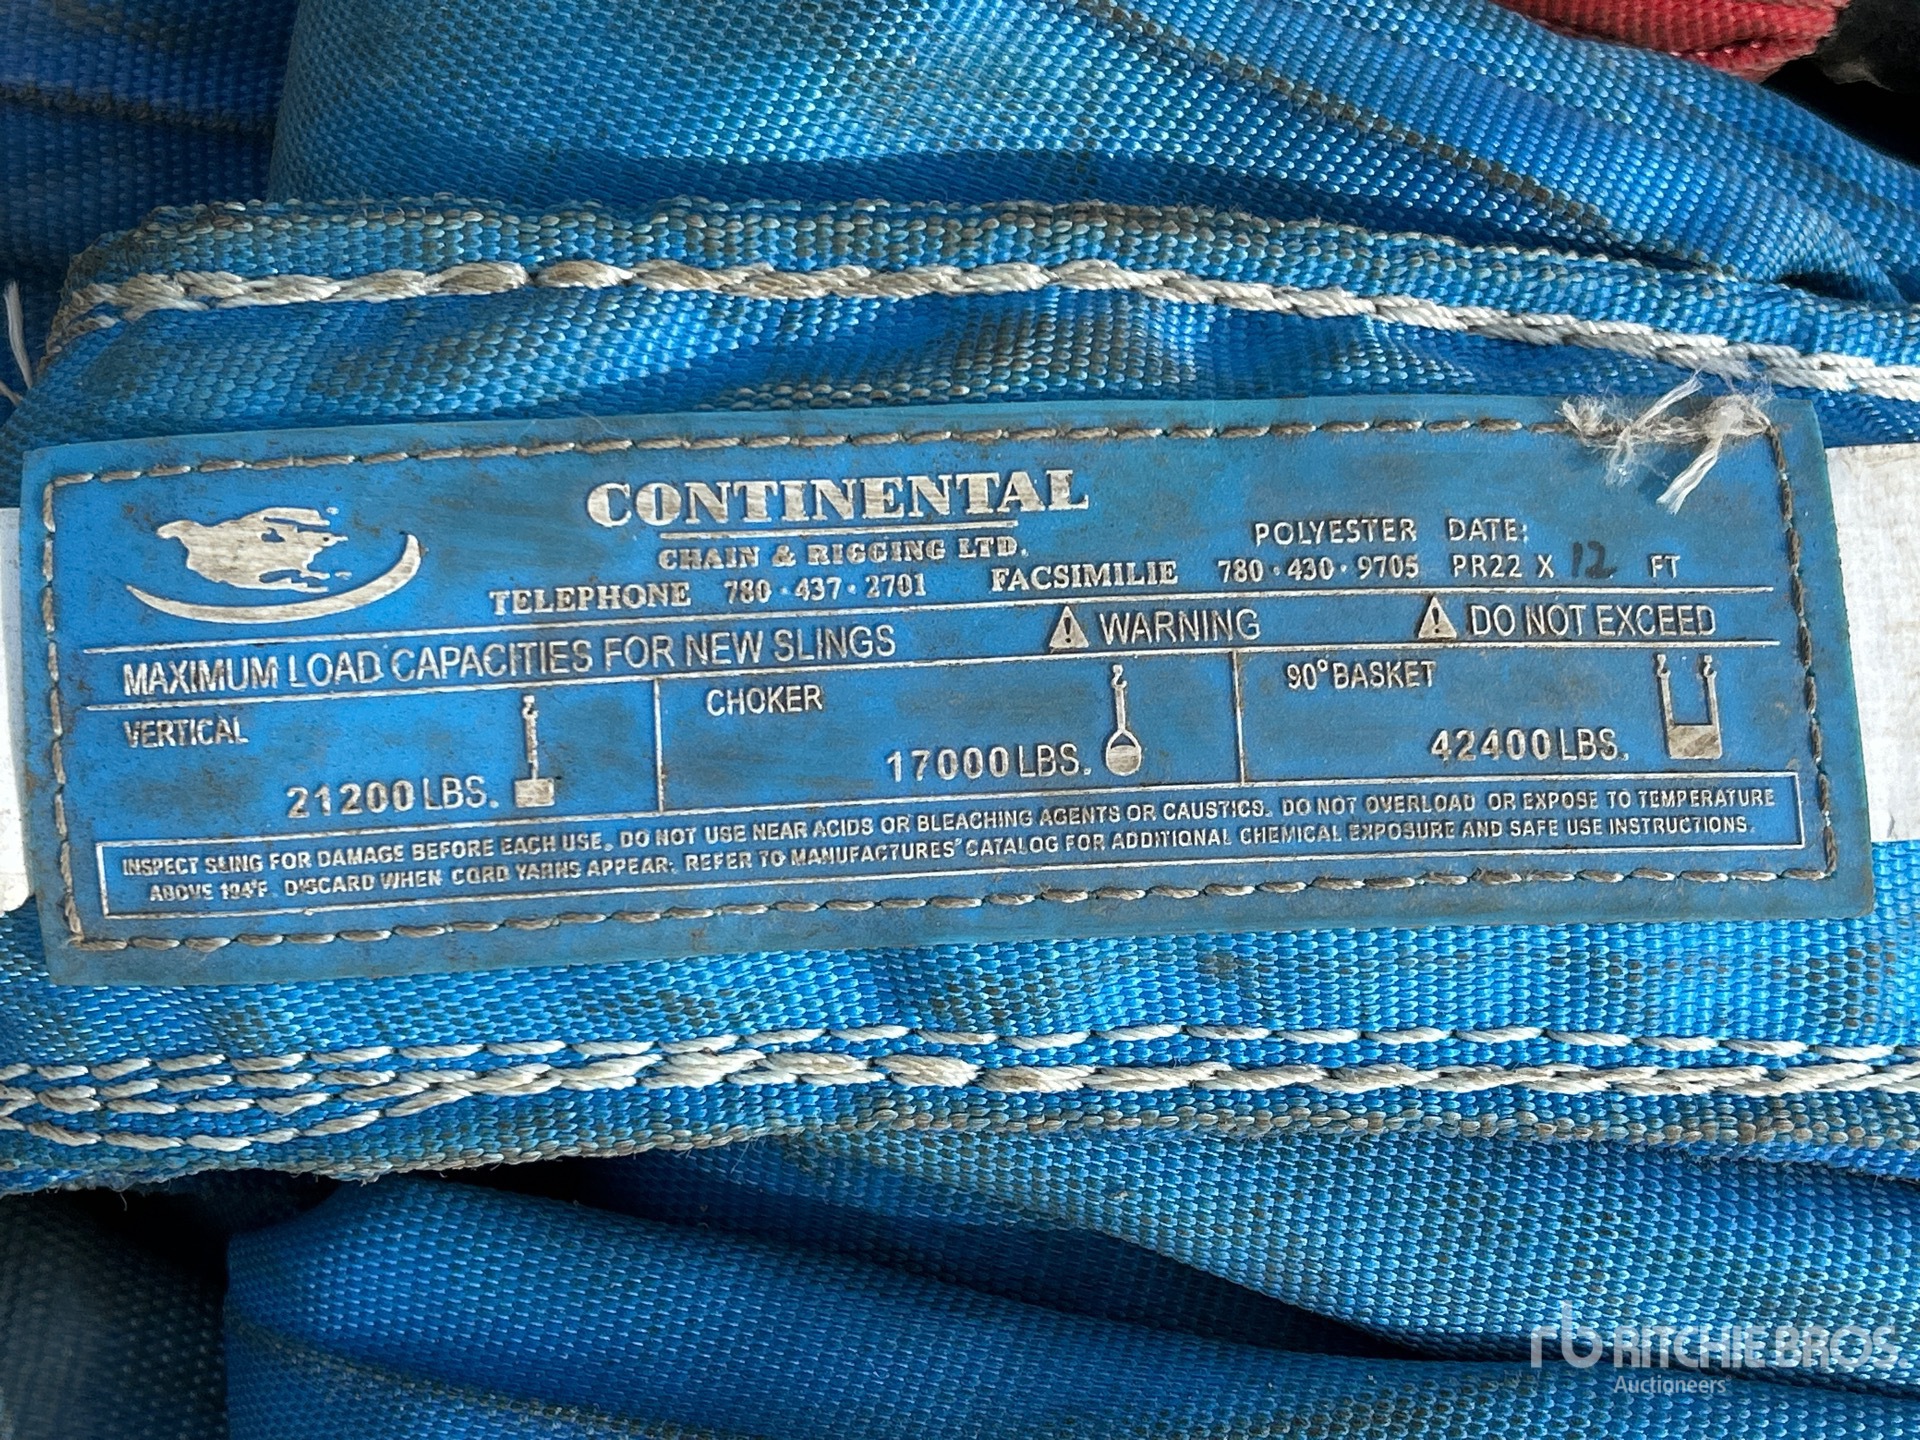 CONTINENTAL
CHAIN & RIGGING LTD.
POLYESTER DATE:
TELEPHONE 780 · 437 · 2701 FACSIMILIE 780 · 430 · 9705 PR22 X 12 FT
MAXIMUM LOAD CAPACITIES FOR NEW SLINGS WARNING DO NOT EXCEED
VERTICAL
21200 LBS.
CHOKER
17000 LBS.
90° BASKET
42400 LBS.
INSPECT SLING FOR DAMAGE BEFORE EACH USE. DO NOT USE NEAR ACIDS OR BLEACHING AGENTS OR CAUSTICS. DO NOT OVERLOAD OR EXPOSE TO TEMPERATURE
ABOVE 194°F. DISCARD WHEN CORD YARNS APPEAR. REFER TO MANUFACTURES' CATALOG FOR ADDITIONAL CHEMICAL EXPOSURE AND SAFE USE INSTRUCTIONS.
rb RITCHIE BROS.
Auctioneers